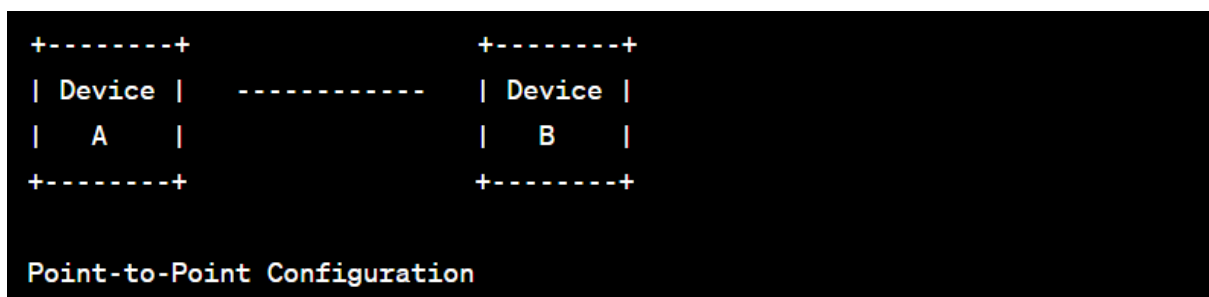 +--------+                   +--------+
| Device |   ------------   | Device |
|   A    |                   |   B    |
+--------+                   +--------+
Point-to-Point Configuration